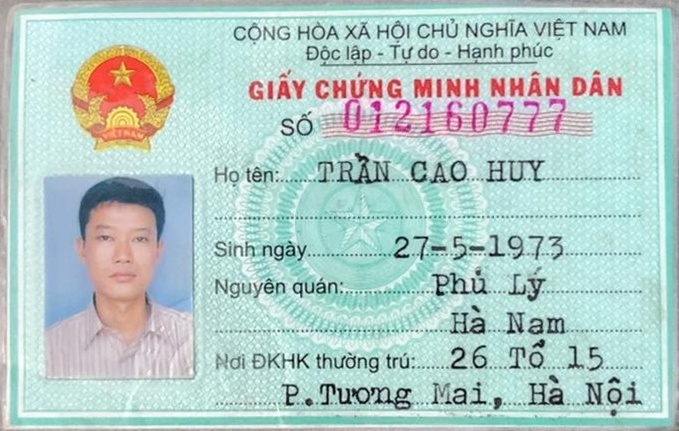 CỘNG HÒA XÃ HỘI CHỦ NGHĨA VIỆT NAM
Độc lập - Tự do - Hạnh phúc
GIẤY CHỨNG MINH NHÂN DÂN
SỐ 012160777
Họ tên: TRẦN CAO HUY
Sinh ngày 27-5-1973
Nguyên quán: Phủ Lý
Hà Nam
Nơi ĐKHK thường trú: 26 Tổ 15
P.Tương Mai, Hà Nội
VIỆT NAM